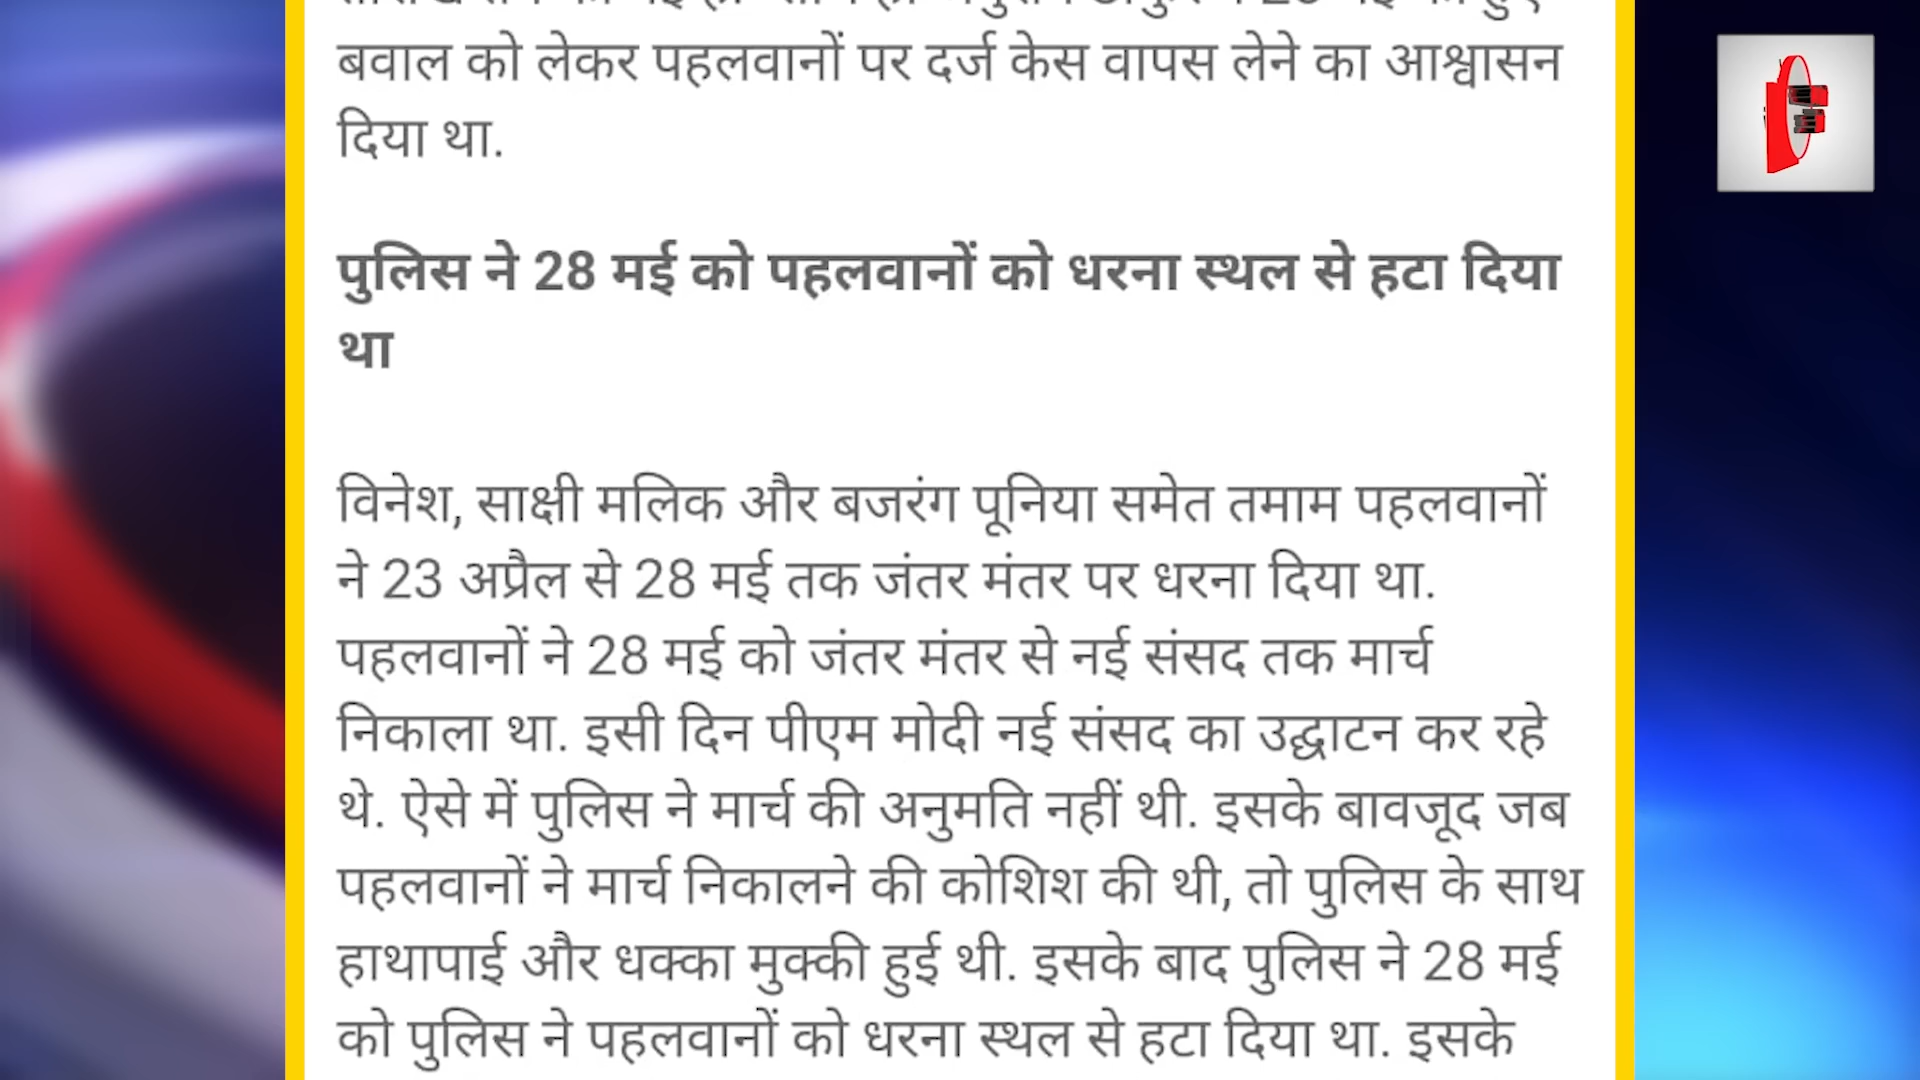 बवाल को लेकर पहलवानों पर दर्ज केस वापस लेने का आश्वासन
दिया था.
पुलिस ने 28 मई को पहलवानों को धरना स्थल से हटा दिया
था
विनेश, साक्षी मलिक और बजरंग पूनिया समेत तमाम पहलवानों
ने 23 अप्रैल से 28 मई तक जंतर मंतर पर धरना दिया था.
पहलवानों ने 28 मई को जंतर मंतर से नई संसद तक मार्च
निकाला था. इसी दिन पीएम मोदी नई संसद का उद्घाटन कर रहे
थे. ऐसे में पुलिस ने मार्च की अनुमति नहीं थी. इसके बावजूद जब
पहलवानों ने मार्च निकालने की कोशिश की थी, तो पुलिस के साथ
हाथापाई और धक्का मुक्की हुई थी. इसके बाद पुलिस ने 28 मई
को पुलिस ने पहलवानों को धरना स्थल से हटा दिया था. इसके